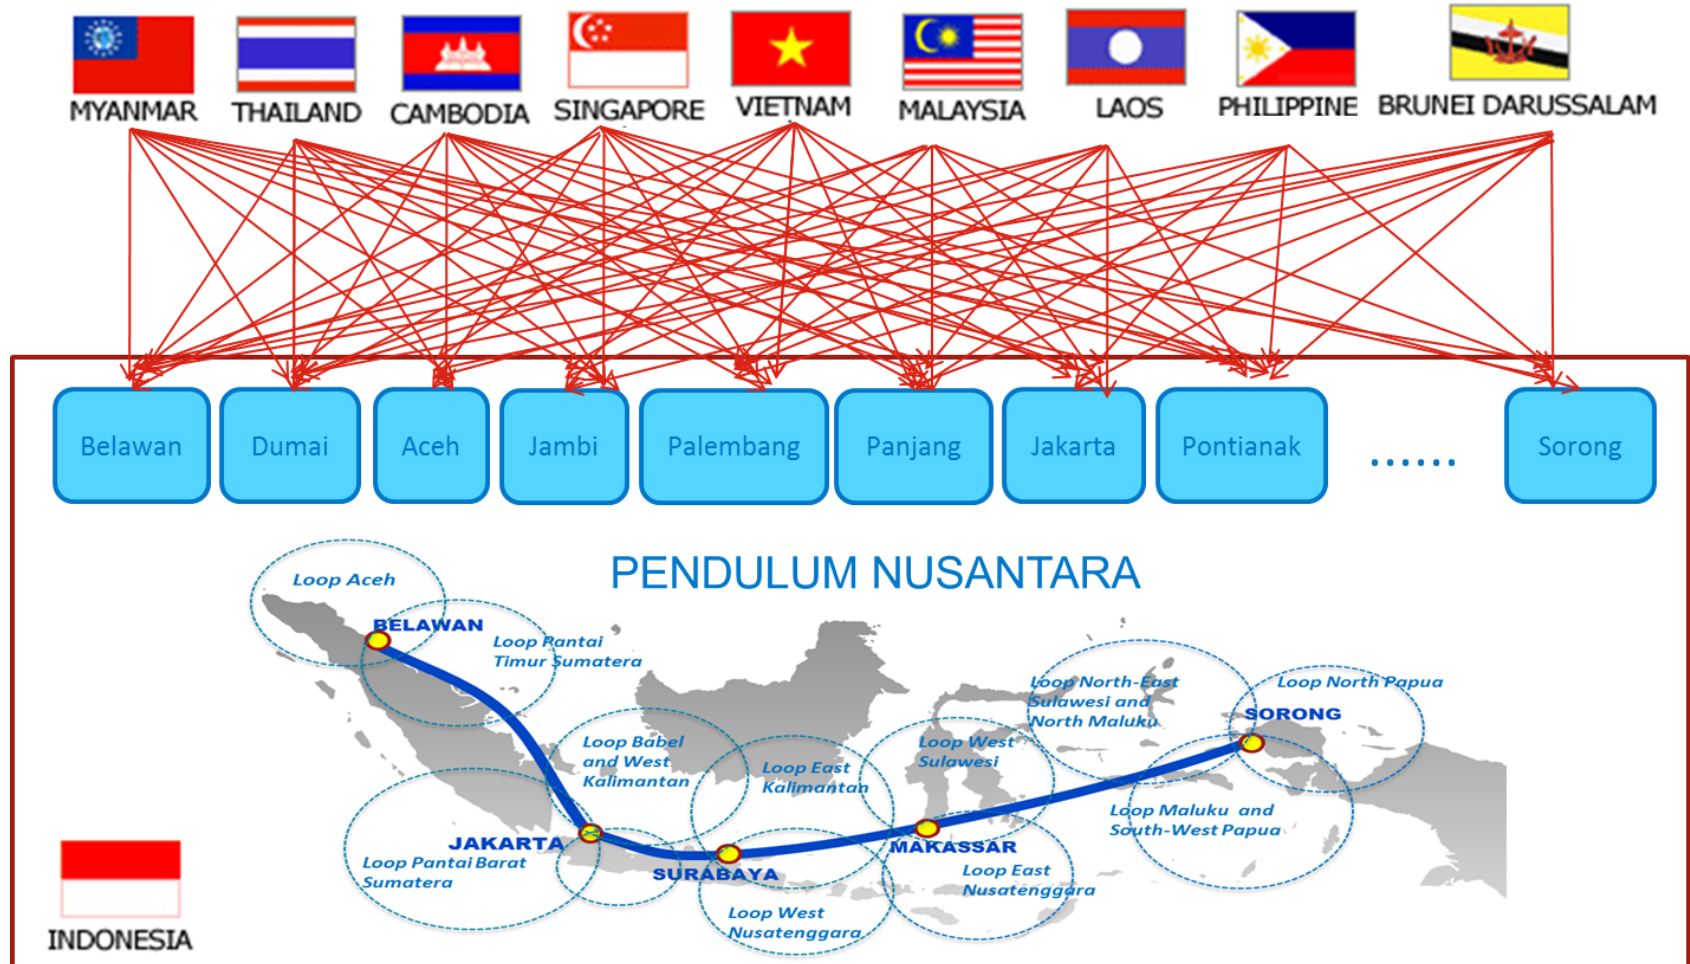 MYANMAR
THAILAND
CAMBODIA
SINGAPORE
VIETNAM
MALAYSIA
LAOS
PHILIPPINE
BRUNEI DARUSSALAM
Belawan
Dumai
Aceh
Jambi
Palembang
Panjang
Jakarta
Pontianak
......
Sorong
PENDULUM NUSANTARA
Loop Aceh
BELAWAN
Loop Pantai
Timur Sumatera
Loop North-East
Sulawesi and
North Maluku
Loop North Papua
SORONG
Loop Babel
and West
Kalimantan
Loop East
Kalimantan
Loop West
Sulawesi
Loop Maluku and
South-West Papua
JAKARTA
Loop Pantai Barat
Sumatera
SURABAYA
MAKASSAR
Loop East
Nusatenggara
Loop West
Nusatenggara
INDONESIA